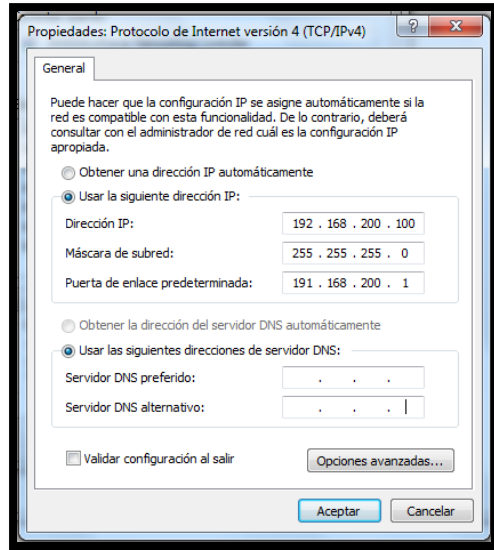 Propiedades: Protocolo de Internet versión 4 (TCP/IPv4)
General
Puede hacer que la configuración IP se asigne automáticamente si la
red es compatible con esta funcionalidad. De lo contrario, deberá
consultar con el administrador de red cuál es la configuración IP
apropiada.
Obtener una dirección IP automáticamente
Usar la siguiente dirección IP:
Dirección IP: 192 . 168 . 200 . 100
Máscara de subred: 255 . 255 . 255 . 0
Puerta de enlace predeterminada: 191 . 168 . 200 . 1
Obtener la dirección del servidor DNS automáticamente
Usar las siguientes direcciones de servidor DNS:
Servidor DNS preferido: . . .
Servidor DNS alternativo: . . .
Validar configuración al salir Opciones avanzadas...
Aceptar Cancelar